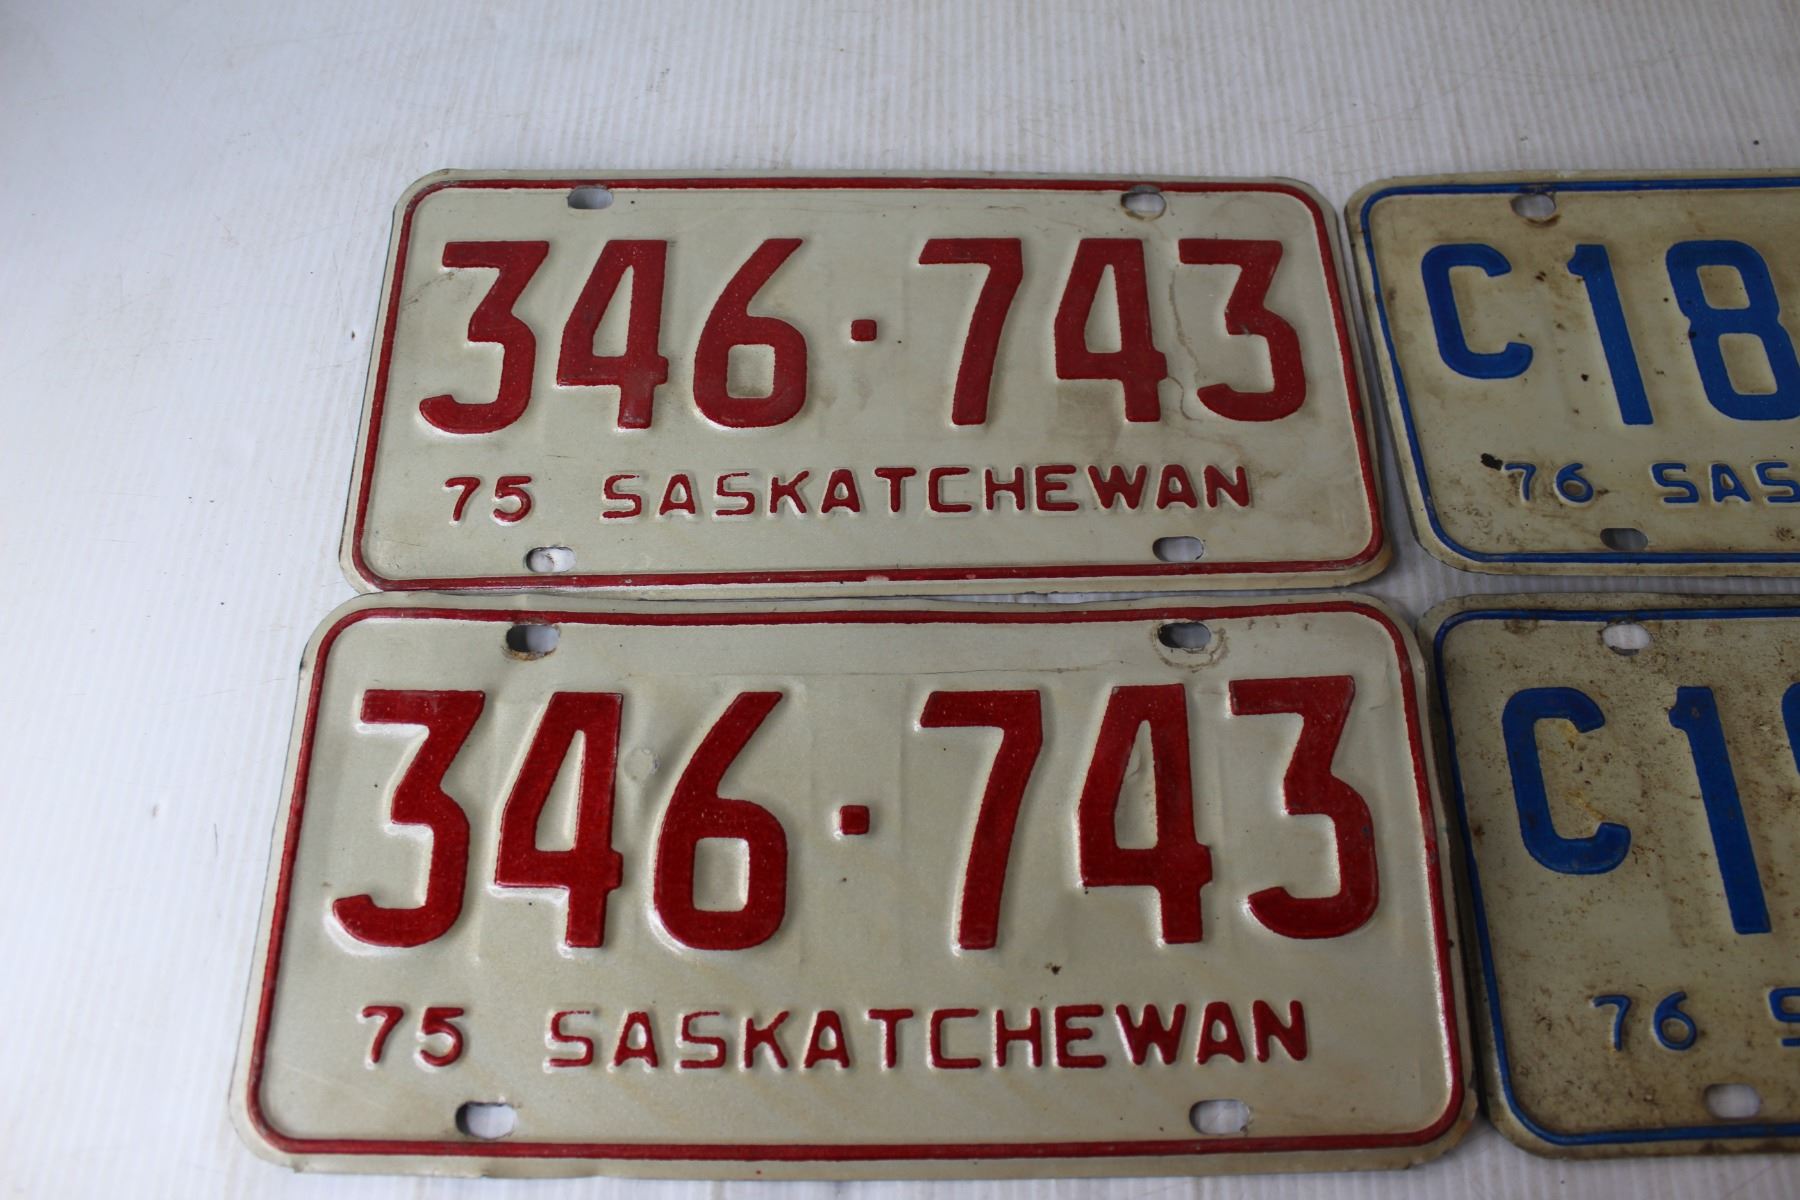 346·743
75 SASKATCHEWAN
C18
76 SAS
346·743
75 SASKATCHEWAN
C1
76 S